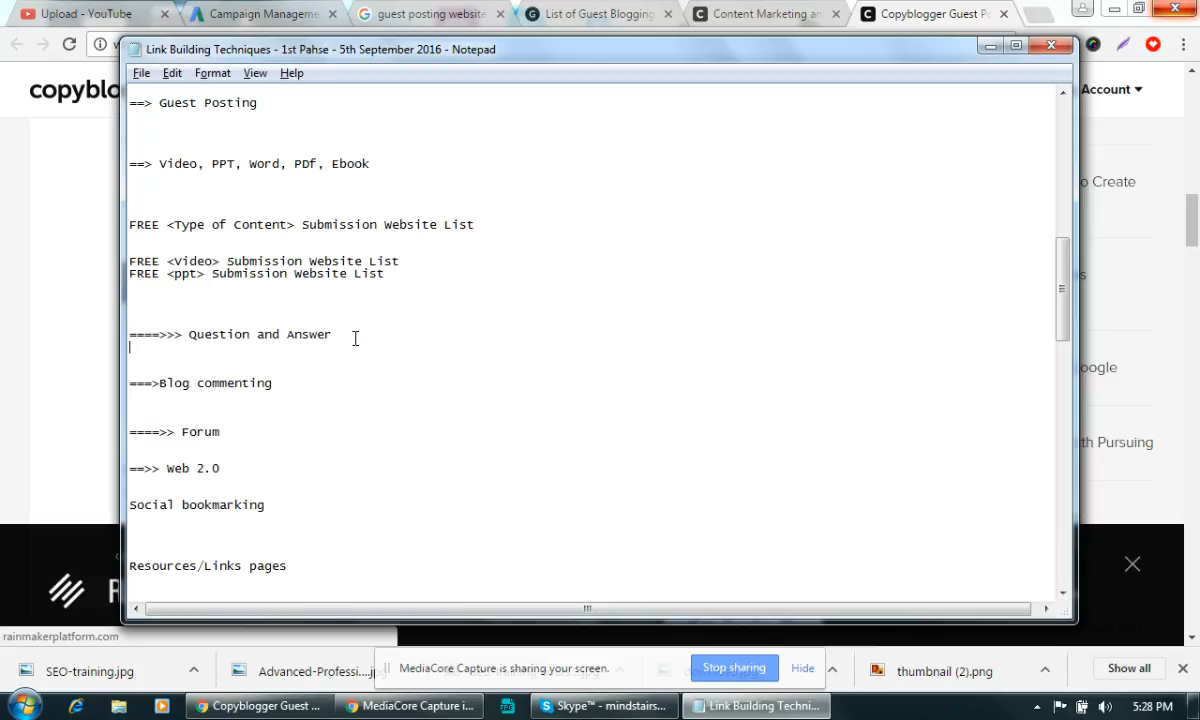 Upload - YouTube
Campaign Manageme
guest posting website
List of Guest Blogging
Content Marketing an
Copyblogger Guest Po
Link Building Techniques - 1st Pahse - 5th September 2016 - Notepad
File Edit Format View Help
copyblo
Account
==> Guest Posting
==> Video, PPT, Word, PDf, Ebook
o Create
FREE <Type of Content> Submission Website List
FREE <Video> Submission Website List
FREE <ppt> Submission Website List
s
====>>> Question and Answer
oogle
===>Blog commenting
====>> Forum
th Pursuing
==>> Web 2.0
Social bookmarking
Resources/Links pages
rainmakerplatform.com
SEO-training.jpg
Advanced-Professi....jp
MediaCore Capture is sharing your screen.
Stop sharing
Hide
thumbnail (2).png
Show all
Copyblogger Guest ...
MediaCore Capture i...
Skype™ - mindstairs...
Link Building Techni...
5:28 PM